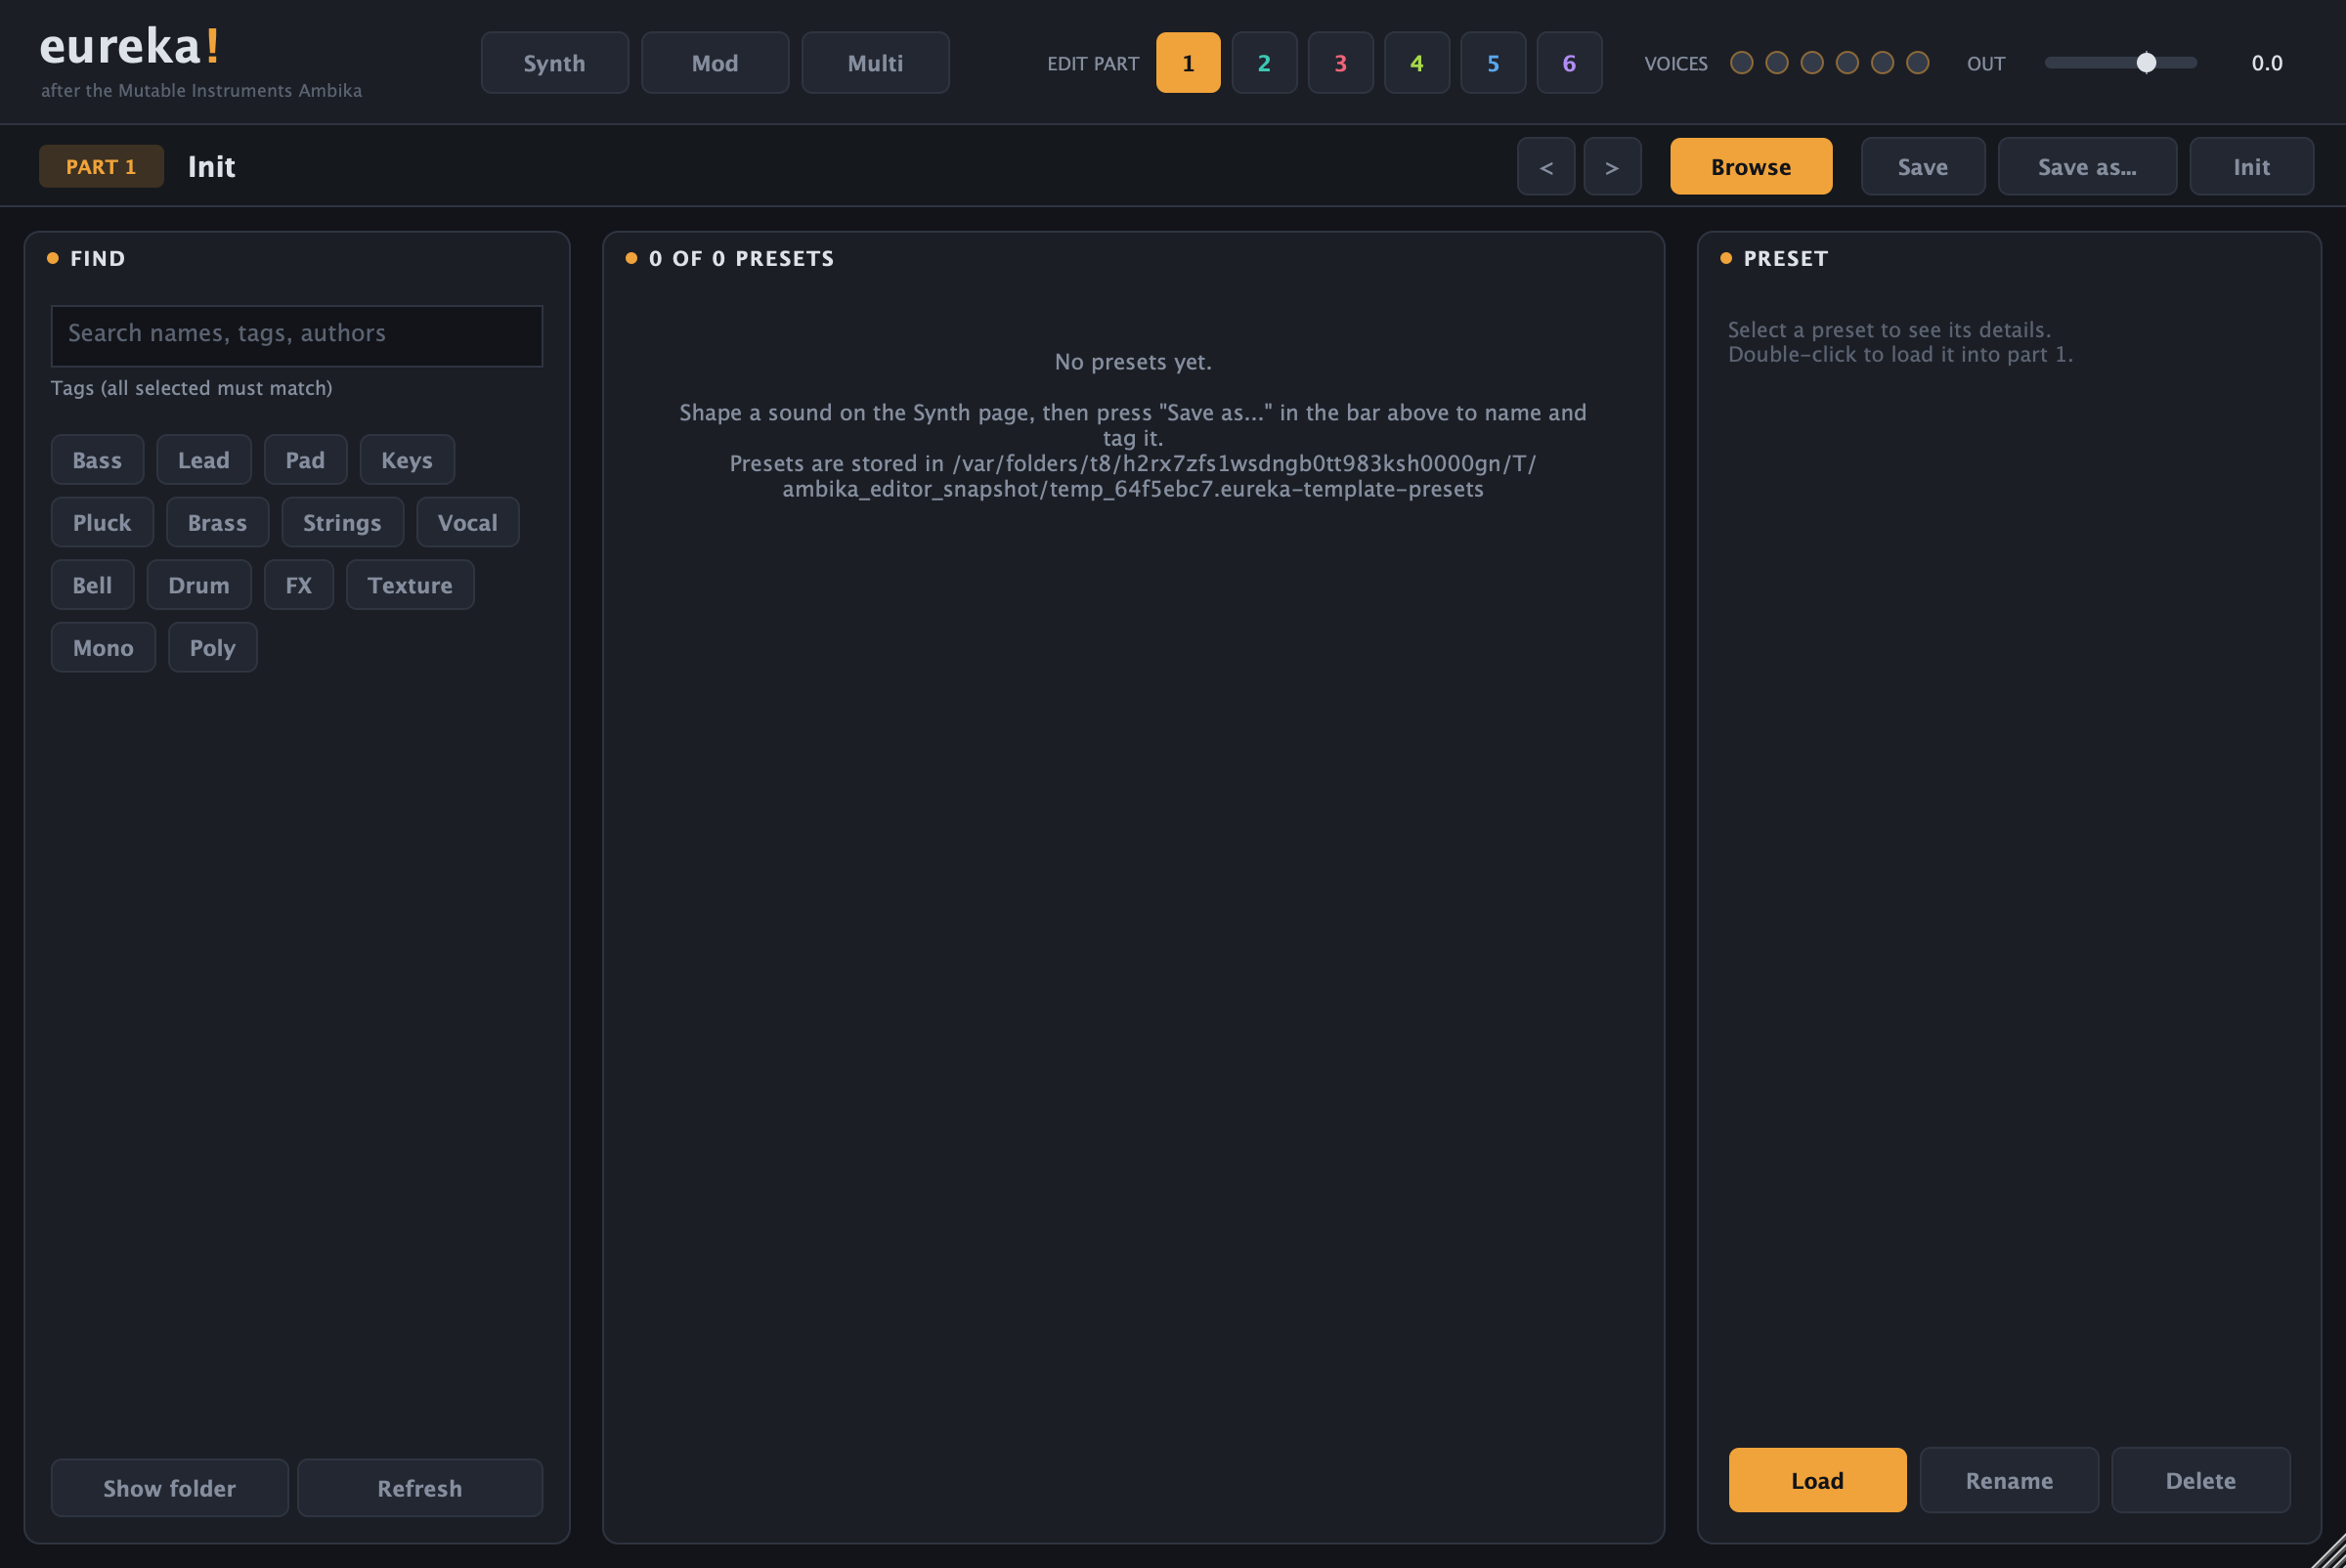 eureka!
after the Mutable Instruments Ambika
Synth
Mod
Multi
EDIT PART
1
2
3
4
5
6
VOICES
OUT
0.0
PART 1
Init
<
>
Browse
Save
Save as...
Init
FIND
Search names, tags, authors
Tags (all selected must match)
Bass
Lead
Pad
Keys
Pluck
Brass
Strings
Vocal
Bell
Drum
FX
Texture
Mono
Poly
Show folder
Refresh
0 OF 0 PRESETS
No presets yet.
Shape a sound on the Synth page, then press "Save as..." in the bar above to name and
tag it.
Presets are stored in /var/folders/t8/h2rx7zfs1wsdngb0tt983ksh0000gn/T/
ambika_editor_snapshot/temp_64f5ebc7.eureka-template-presets
PRESET
Select a preset to see its details.
Double-click to load it into part 1.
Load
Rename
Delete